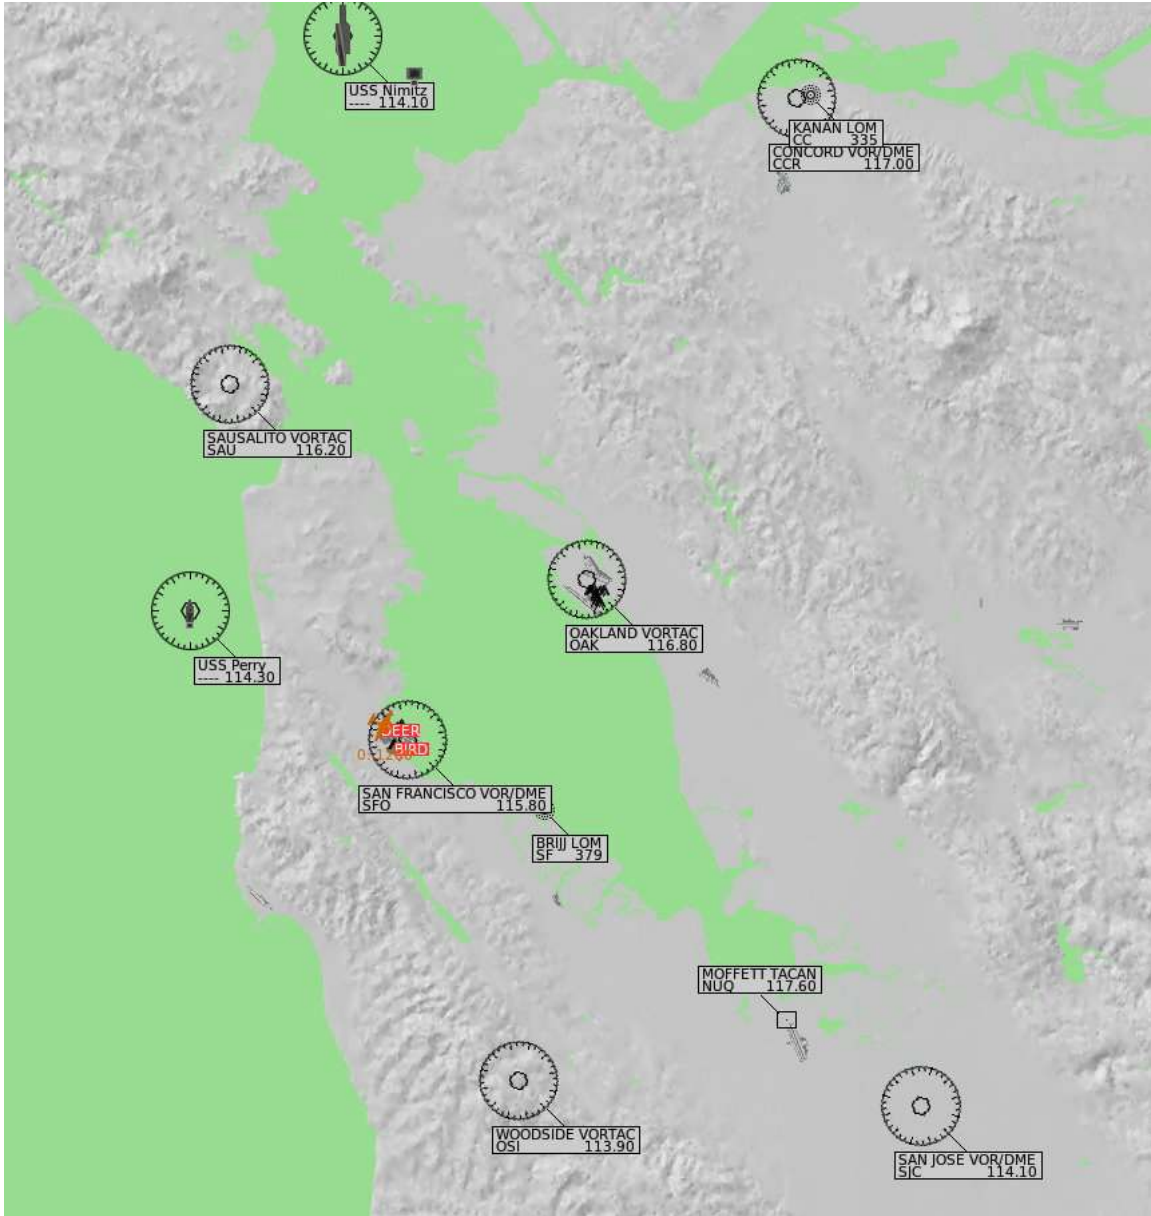 USS Nimitz
---- 114.10
KANAN LOM
CC 335
CONCORD VOR/DME
CCR 117.00
SAUSALITO VORTAC
SAU 116.20
OAKLAND VORTAC
OAK 116.80
USS Perry
---- 114.30
DEER
BIRD
SAN FRANCISCO VOR/DME
SFO 115.80
BRIJJ LOM
SF 379
MOFFETT TACAN
NUQ 117.60
WOODSIDE VORTAC
OSI 113.90
SAN JOSE VOR/DME
SJC 114.10